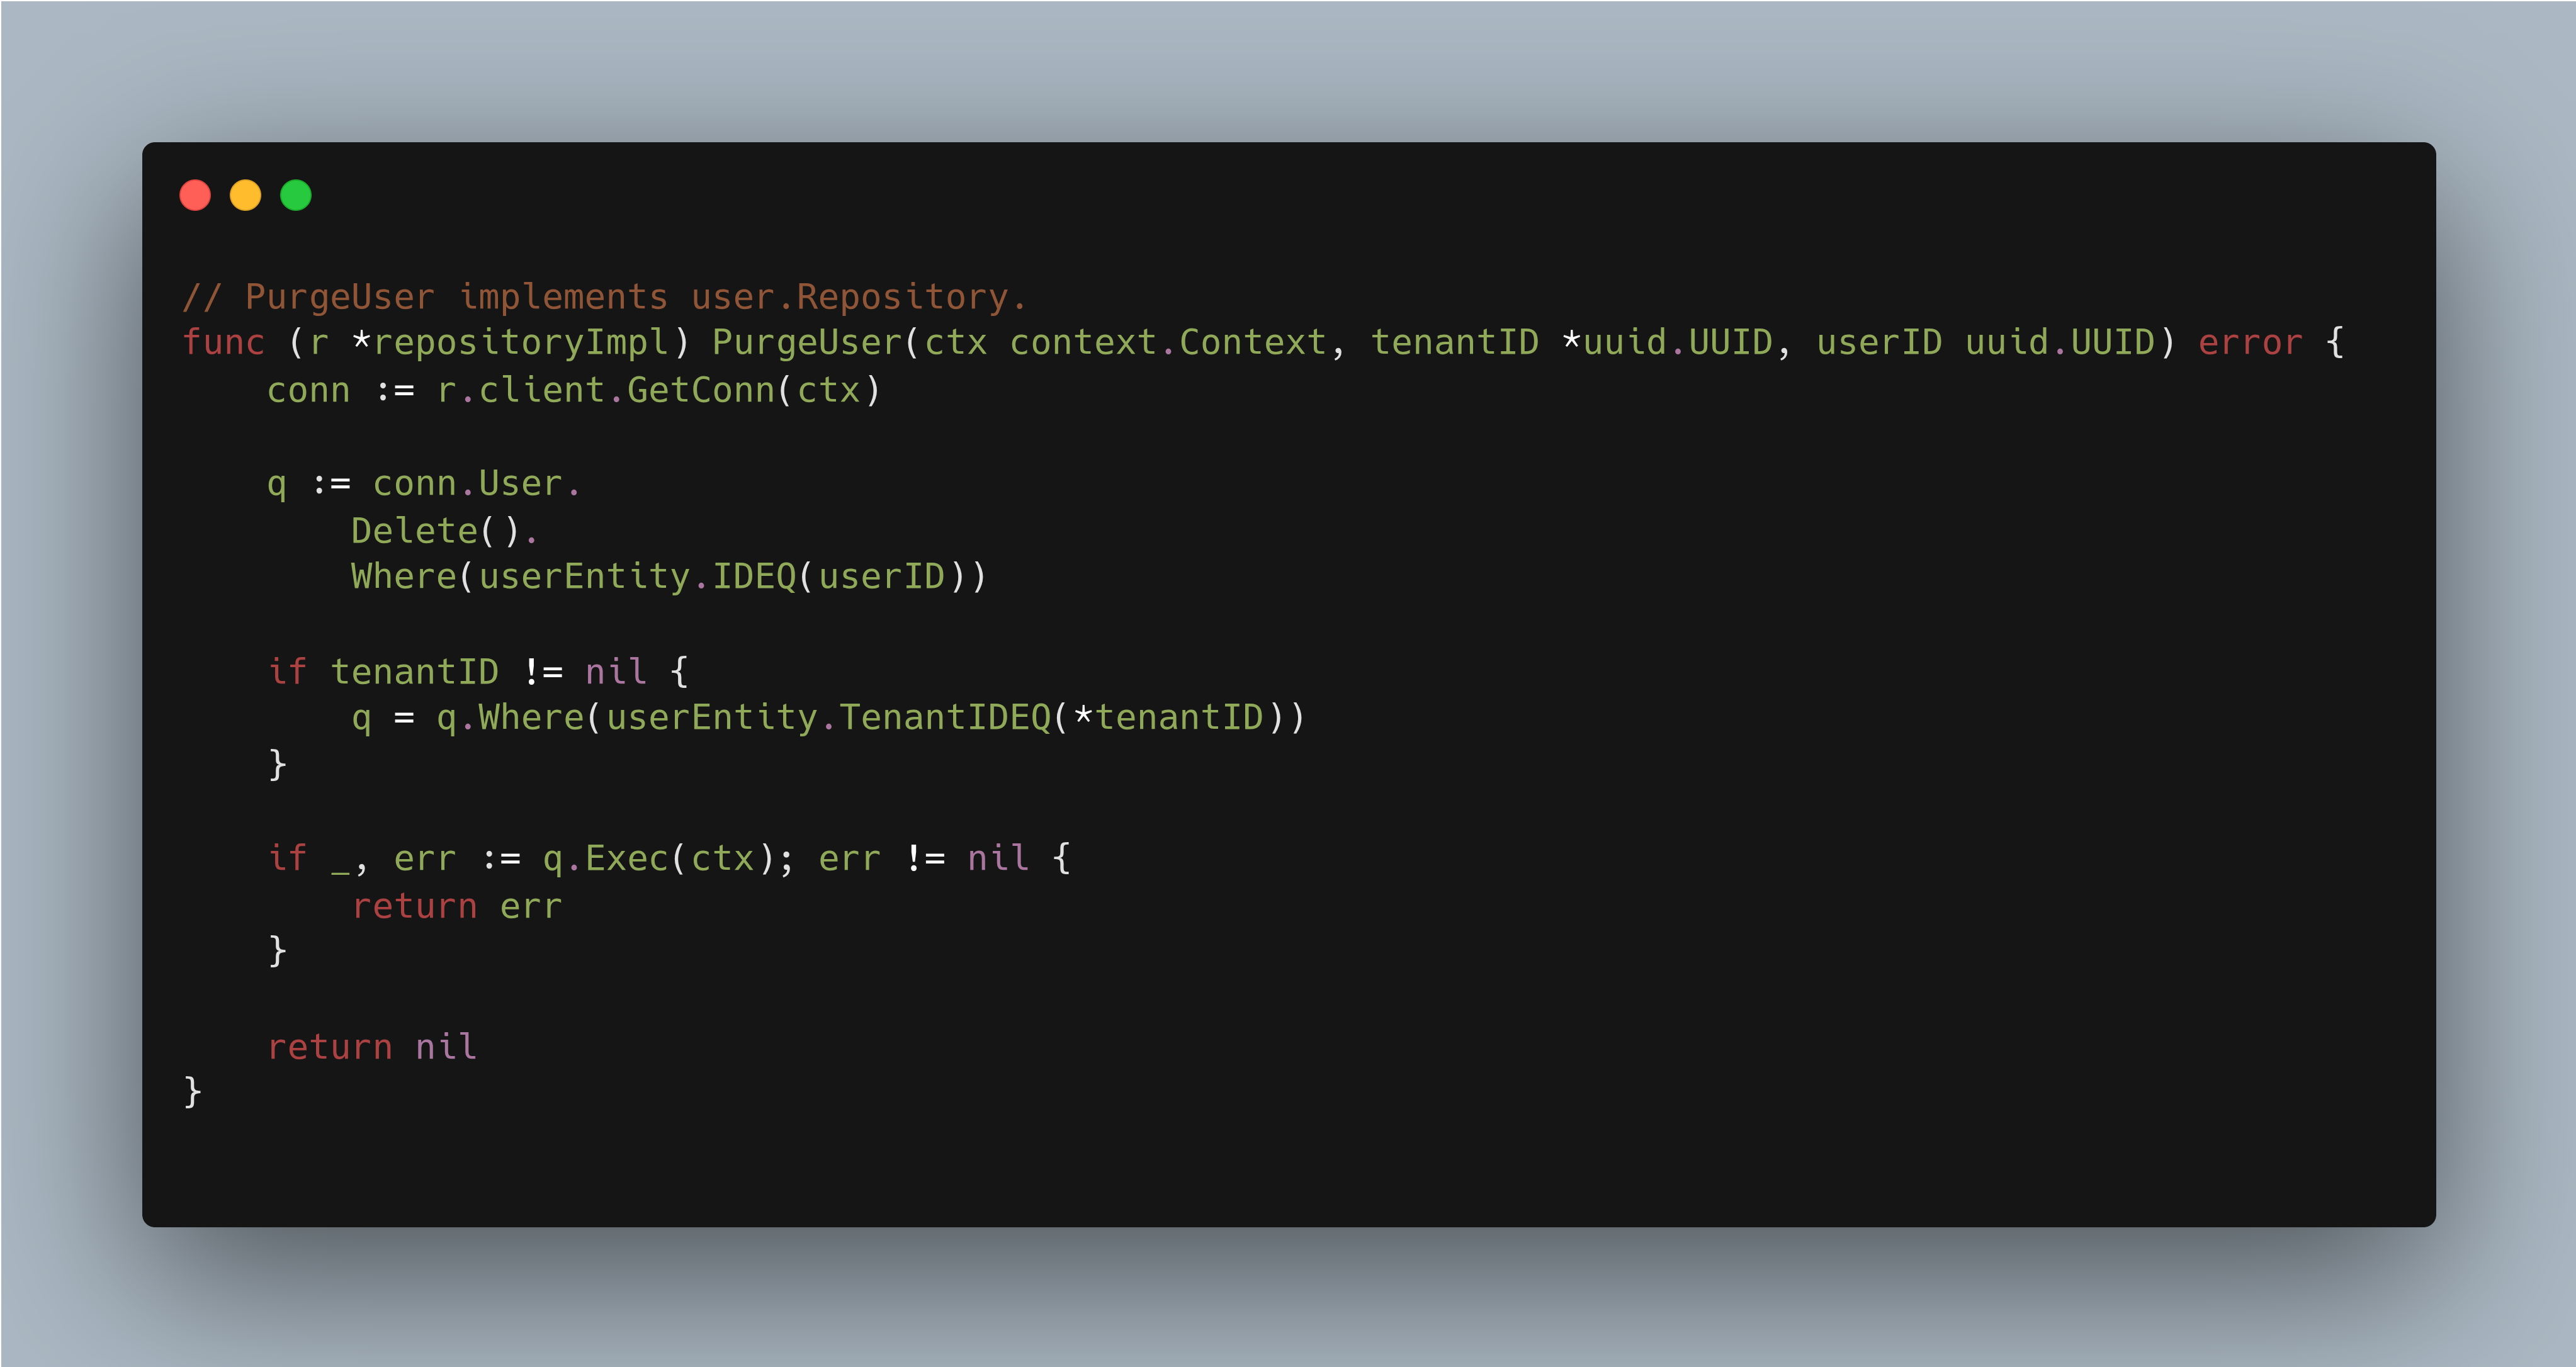 // PurgeUser implements user.Repository.
func (r *repositoryImpl) PurgeUser(ctx context.Context, tenantID *uuid.UUID, userID uuid.UUID) error {
    conn := r.client.GetConn(ctx)

    q := conn.User.
        Delete().
        Where(userEntity.IDEQ(userID))

    if tenantID != nil {
        q = q.Where(userEntity.TenantIDEQ(*tenantID))
    }

    if _, err := q.Exec(ctx); err != nil {
        return err
    }

    return nil
}